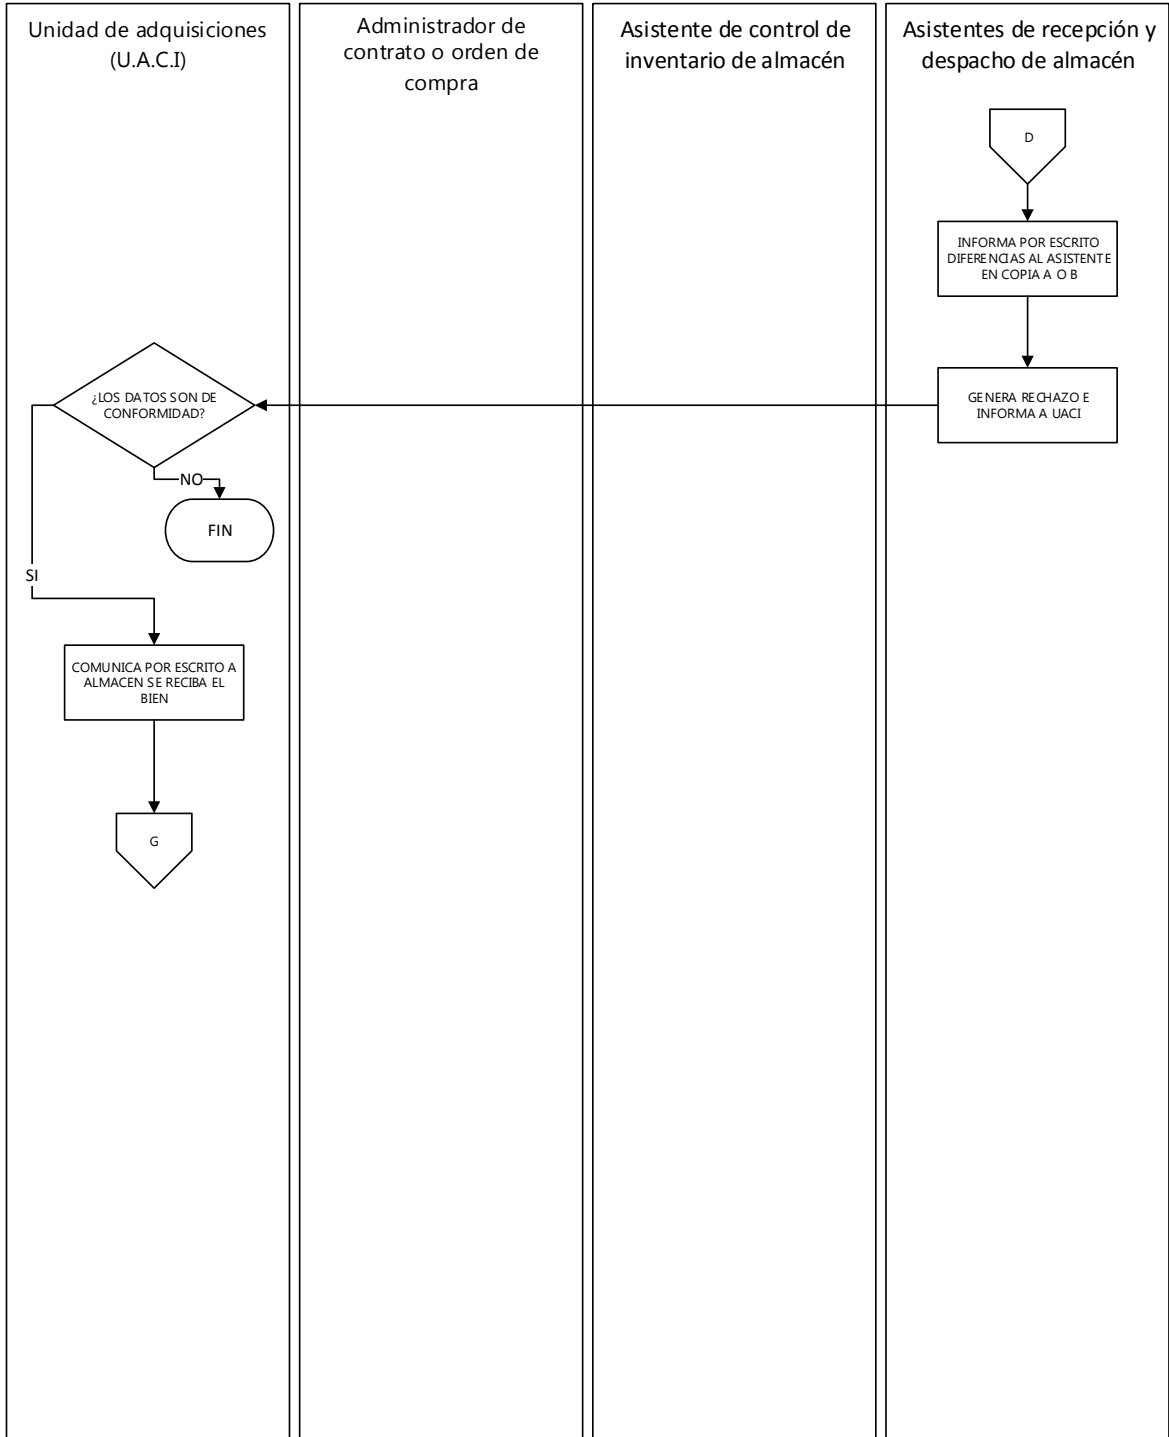 Unidad de adquisiciones
(U.A.C.I)
Administrador de
contrato o orden de
compra
Asistente de control de
inventario de almacén
Asistentes de recepción y
despacho de almacén
D
INFORMA POR ESCRITO
DIFERENCIAS AL ASISTENTE
EN COPIA A O B
GENERA RECHAZO E
INFORMA A UACI
¿LOS DATOS SON DE
CONFORMIDAD?
NO
FIN
SI
COMUNICA POR ESCRITO A
ALMACEN SE RECIBA EL
BIEN
G